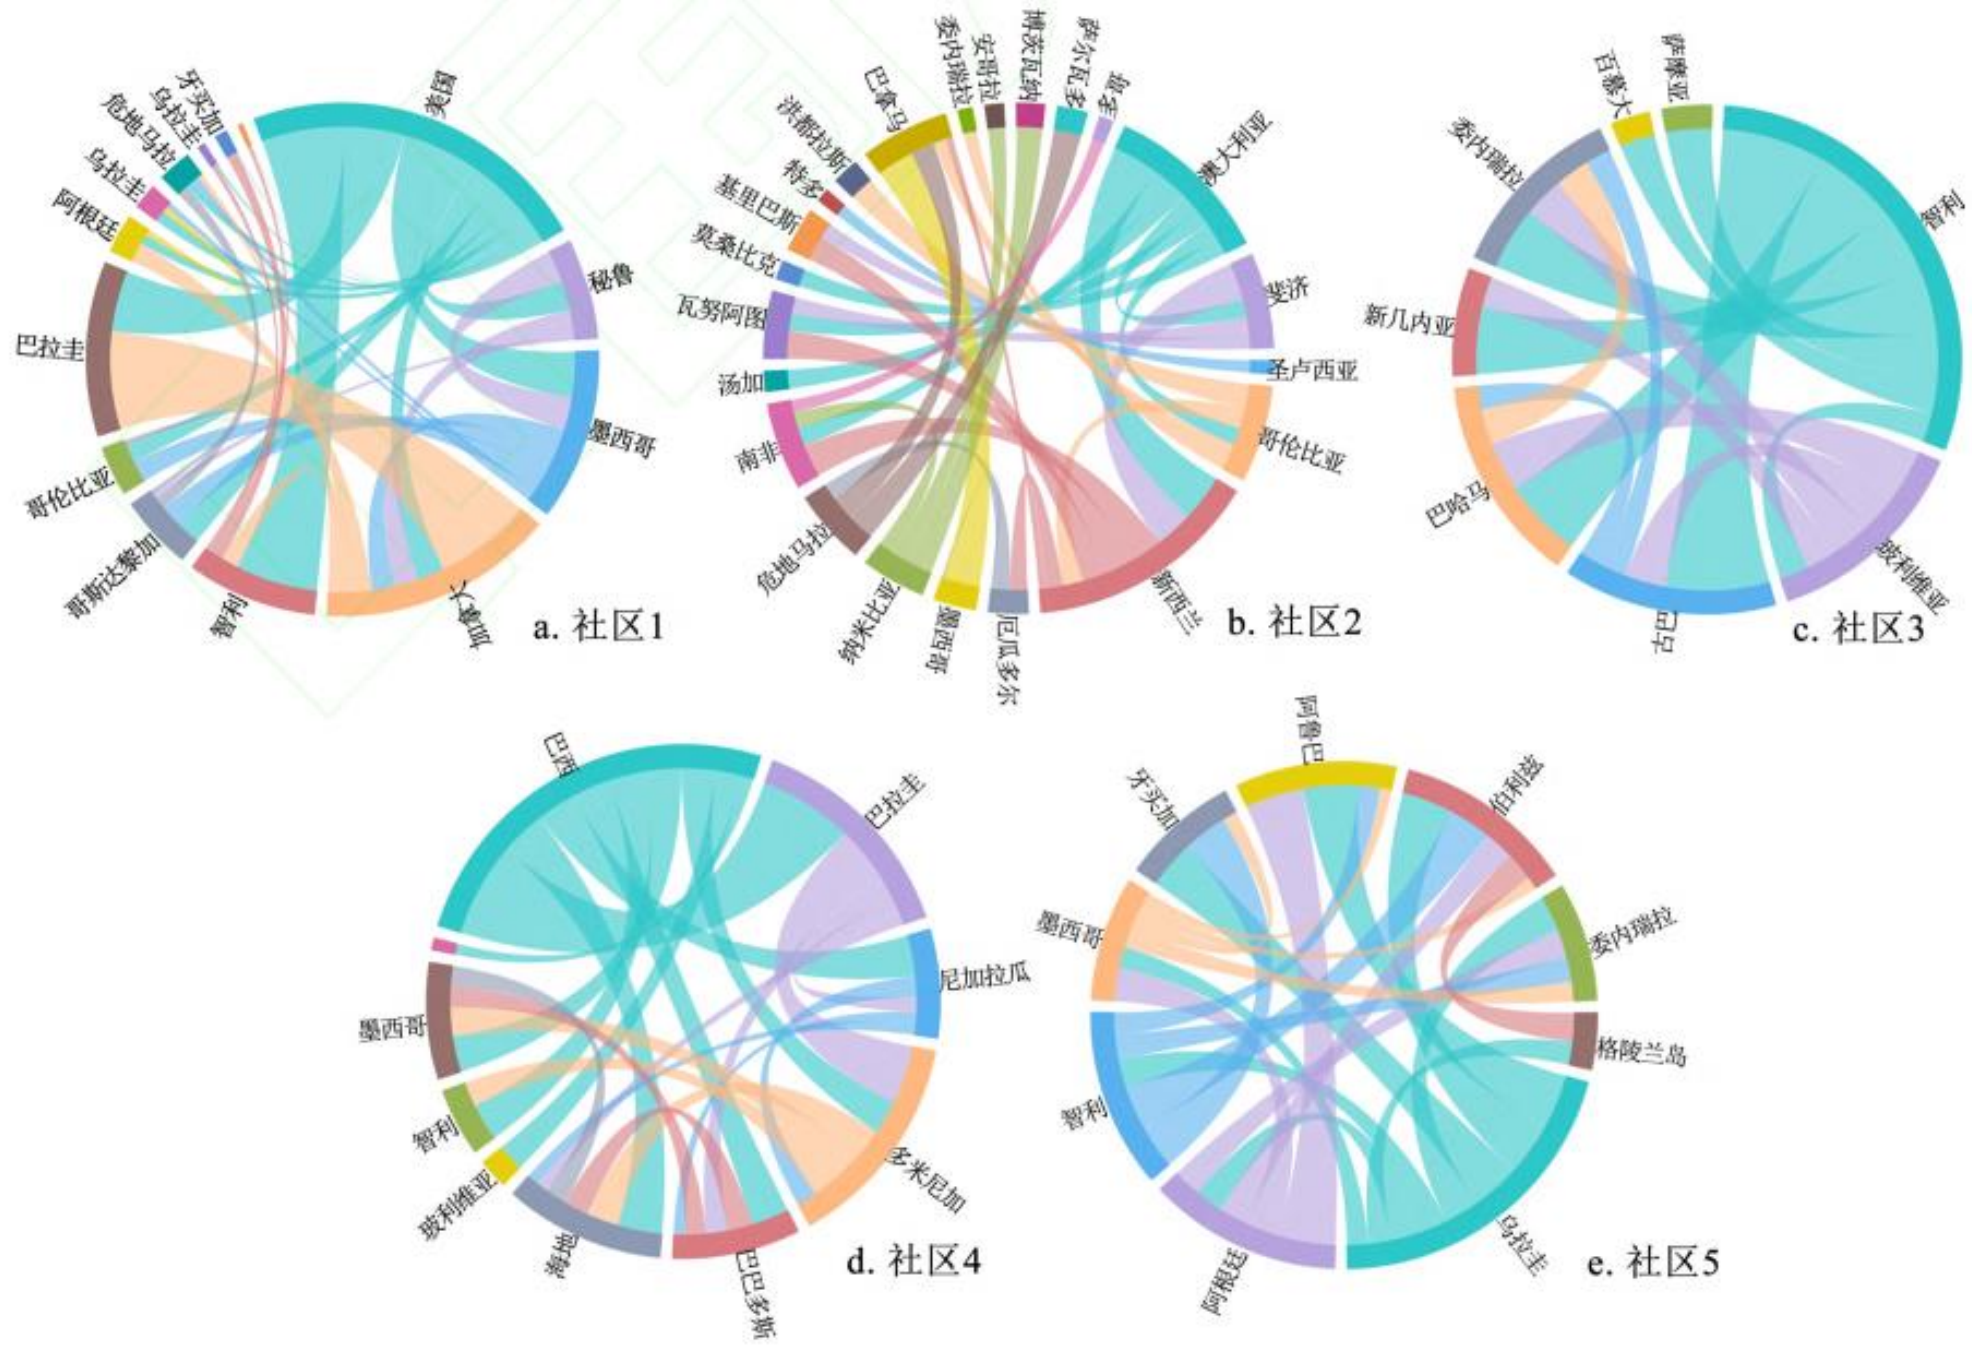 美国
秘鲁
墨西哥
加拿大
智利
哥斯达黎加
哥伦比亚
巴拉圭
阿根廷
乌拉圭
危地马拉
乌拉圭
牙买加
a. 社区1
澳大利亚
斐济
圣卢西亚
哥伦比亚
新西兰
厄瓜多尔
墨西哥
纳米比亚
危地马拉
南非
汤加
瓦努阿图
莫桑比克
基里巴斯
特多
洪都拉斯
巴拿马
委内瑞拉
安哥拉
博茨瓦纳
萨尔瓦多
b. 社区2
智利
玻利维亚
巴哈马
新几内亚
委内瑞拉
百慕大
萨摩亚
c. 社区3
巴西
巴拉圭
尼加拉瓜
多米尼加
巴巴多斯
海地
玻利维亚
智利
墨西哥
d. 社区4
阿鲁巴
伯利兹
委内瑞拉
格陵兰岛
乌拉圭
阿根廷
智利
墨西哥
牙买加
e. 社区5